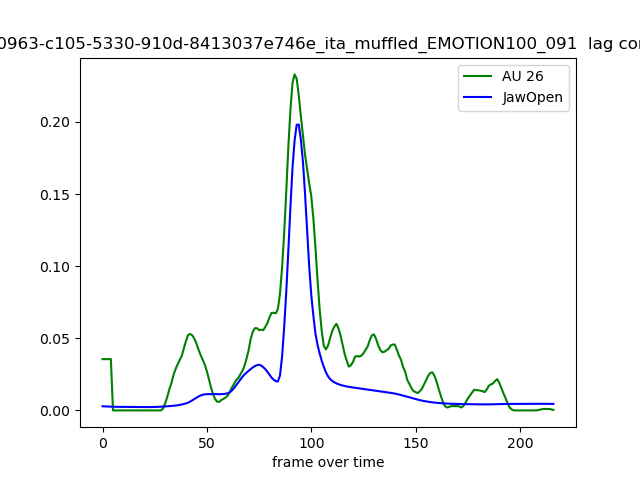 0963-c105-5330-910d-8413037e746e_ita_muffled_EMOTION100_091 lag
AU 26
JawOpen
0.20
0.15
0.10
0.05
0.00
0 50 100 150 200
frame over time